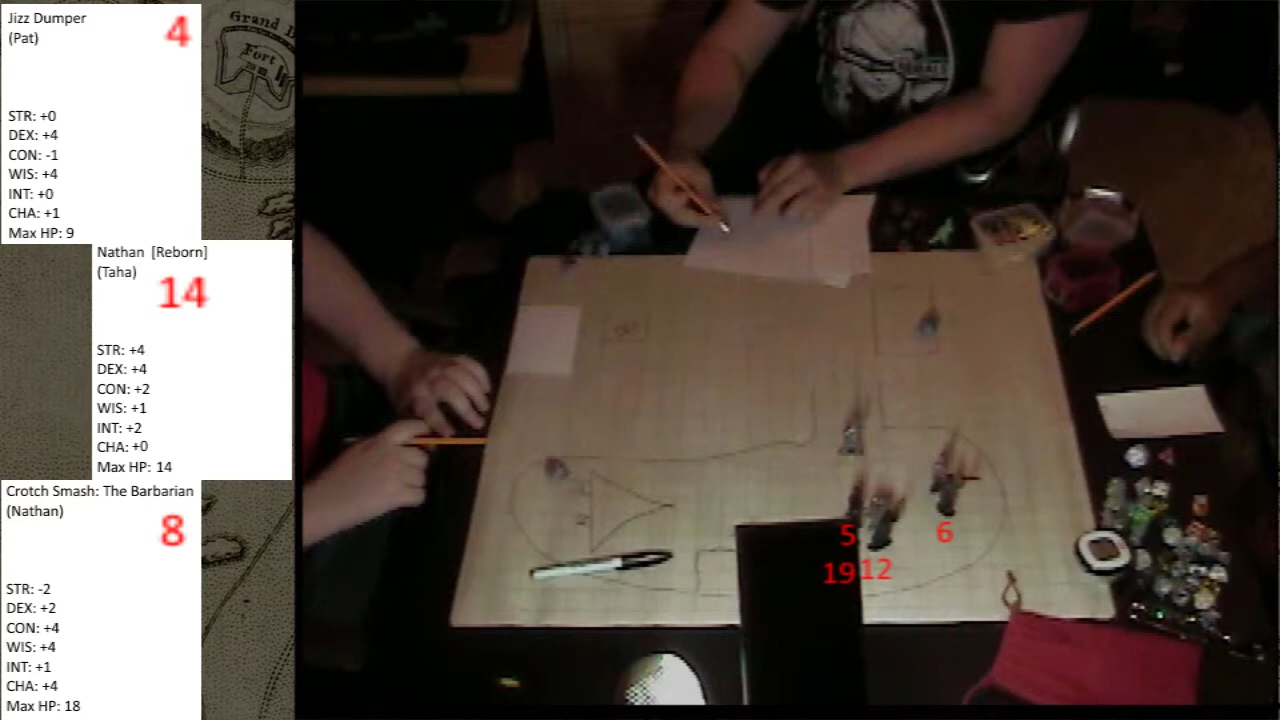 Jizz Dumper
(Pat)
4
STR: +0
DEX: +4
CON: -1
WIS: +4
INT: +0
CHA: +1
Max HP: 9
Nathan [Reborn]
(Taha)
14
STR: +4
DEX: +4
CON: +2
WIS: +1
INT: +2
CHA: +0
Max HP: 14
Crotch Smash: The Barbarian
(Nathan)
8
STR: -2
DEX: +2
CON: +4
WIS: +4
INT: +1
CHA: +4
Max HP: 18
Grand
Fort
5
6
19
12